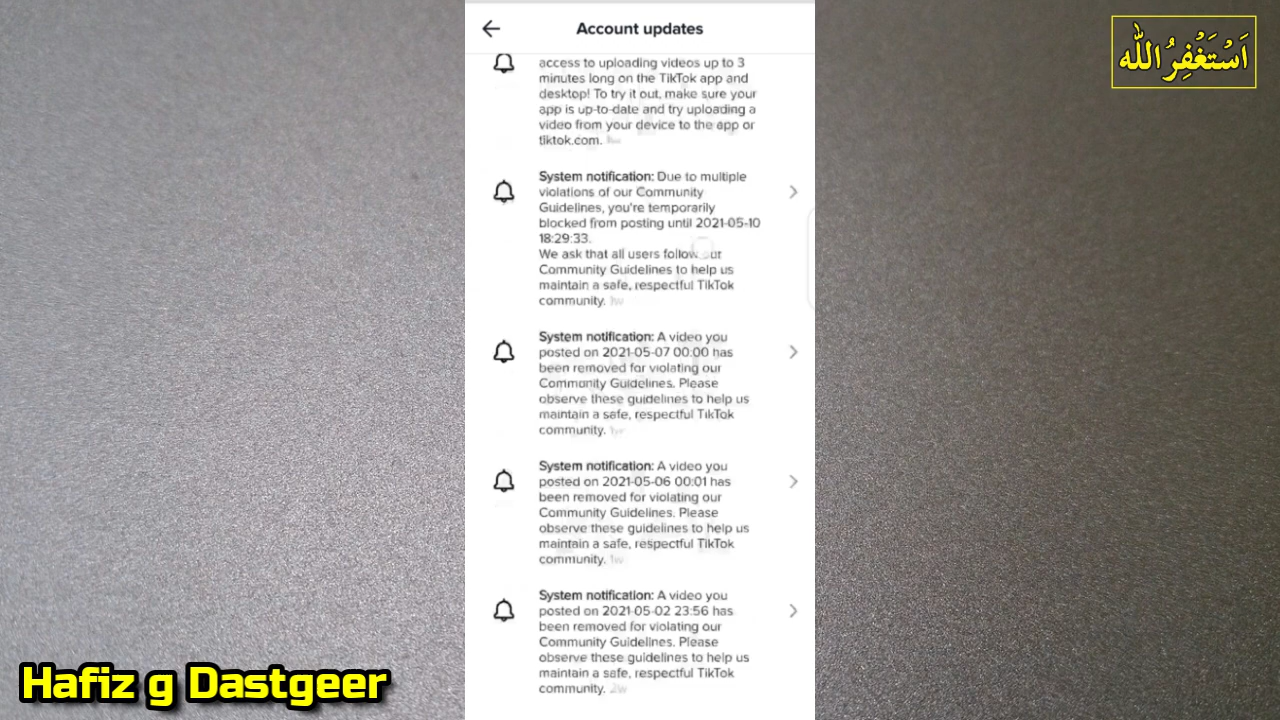 Account updates
اَسْتَغْفِرُ اللّٰه
access to uploading videos up to 3
minutes long on the TikTok app and
desktop! To try it out, make sure your
app is up-to-date and try uploading a
video from your device to the app or
tiktok.com.
System notification: Due to multiple
violations of our Community
Guidelines, you're temporarily
blocked from posting until 2021-05-10
18:29:33.
We ask that all users follow our
Community Guidelines to help us
maintain a safe, respectful TikTok
community. 1w
System notification: A video you
posted on 2021-05-07 00:00 has
been removed for violating our
Community Guidelines. Please
observe these guidelines to help us
maintain a safe, respectful TikTok
community. 1w
System notification: A video you
posted on 2021-05-06 00:01 has
been removed for violating our
Community Guidelines. Please
observe these guidelines to help us
maintain a safe, respectful TikTok
community. 1w
System notification: A video you
posted on 2021-05-02 23:56 has
been removed for violating our
Community Guidelines. Please
observe these guidelines to help us
maintain a safe, respectful TikTok
community. 2w
Hafiz g Dastgeer